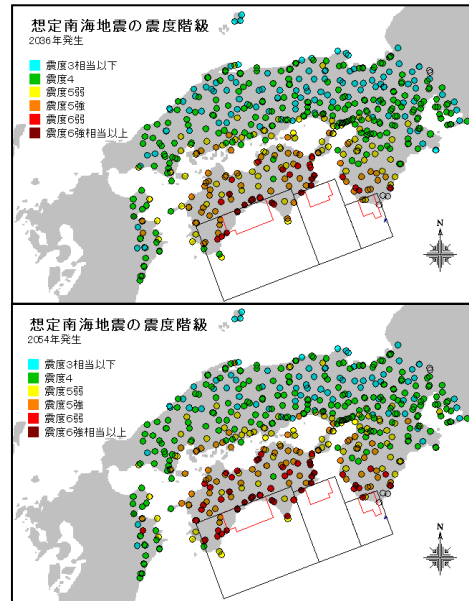 想定南海地震の震度階級
2036年発生
震度3相当以下
震度4
震度5弱
震度5強
震度6弱
震度6強相当以上
N
想定南海地震の震度階級
2054年発生
震度3相当以下
震度4
震度5弱
震度5強
震度6弱
震度6強相当以上
N